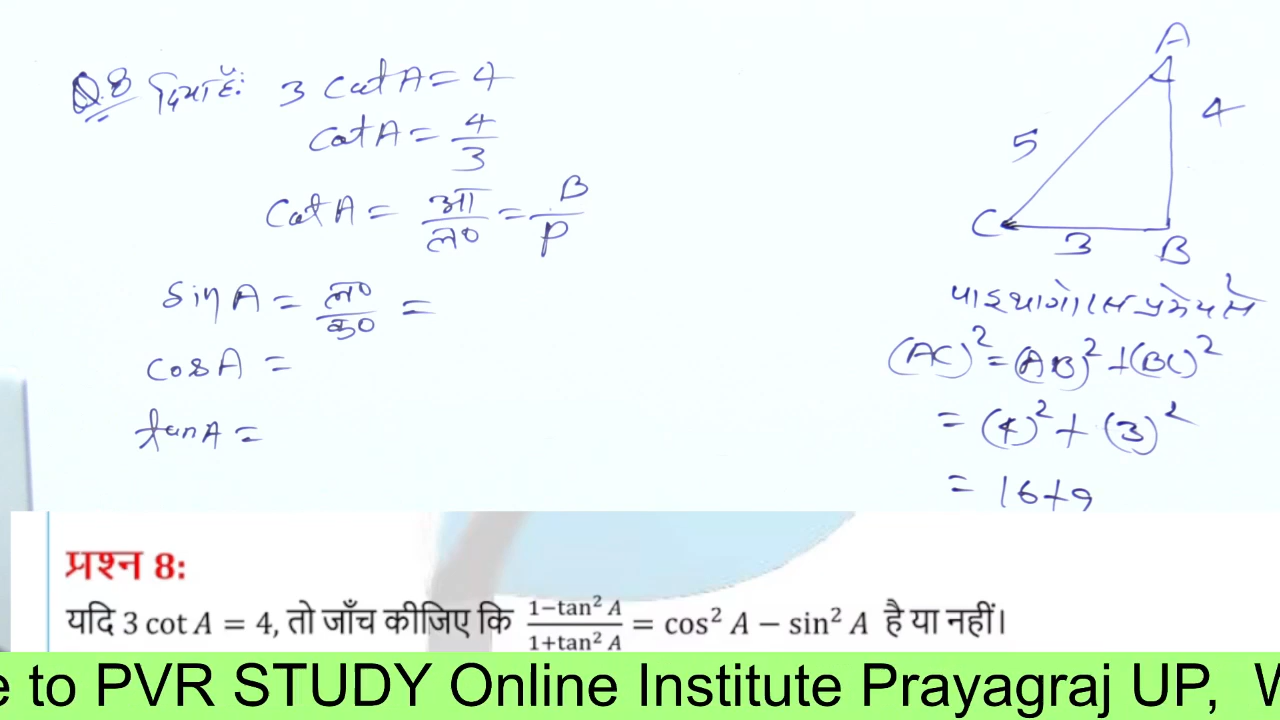 Q.8 दिया है: 3 cot A = 4
cot A = 4/3
cot A = आ/ल० = B/P
sin A = ल०/क० =
cos A =
tan A =
A
5
4
C
3
B
पाइथागोरस प्रमेय से
(AC)² = (AB)² + (BC)²
= (4)² + (3)²
= 16+9
प्रश्न 8:
यदि 3 cot A = 4, तो जाँच कीजिए कि (1−tan² A)/(1+tan² A) = cos² A − sin² A है या नहीं।
e to PVR STUDY Online Institute Prayagraj UP, W